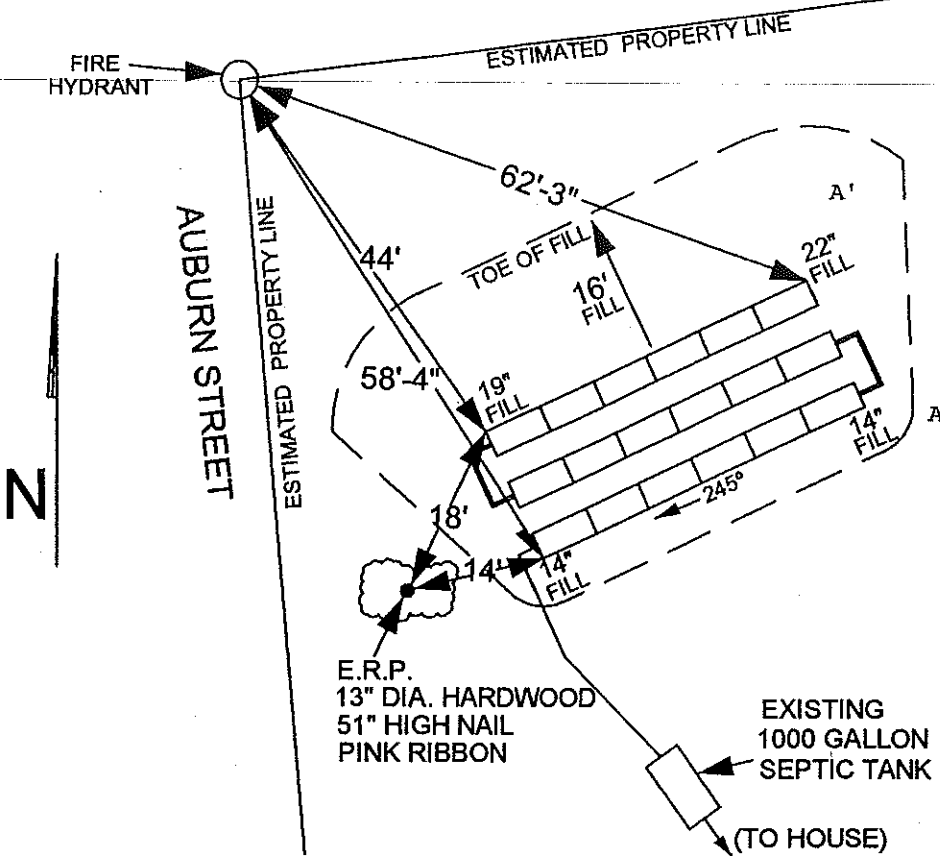 ESTIMATED PROPERTY LINE
FIRE
HYDRANT
62'-3"
A'
AUBURN STREET
ESTIMATED PROPERTY LINE
44'
TOE OF FILL
22"
FILL
16'
FILL
58'-4"
19"
FILL
A
14"
FILL
N
245°
18'
14'
14"
FILL
E.R.P.
13" DIA. HARDWOOD
51" HIGH NAIL
PINK RIBBON
EXISTING
1000 GALLON
SEPTIC TANK
(TO HOUSE)